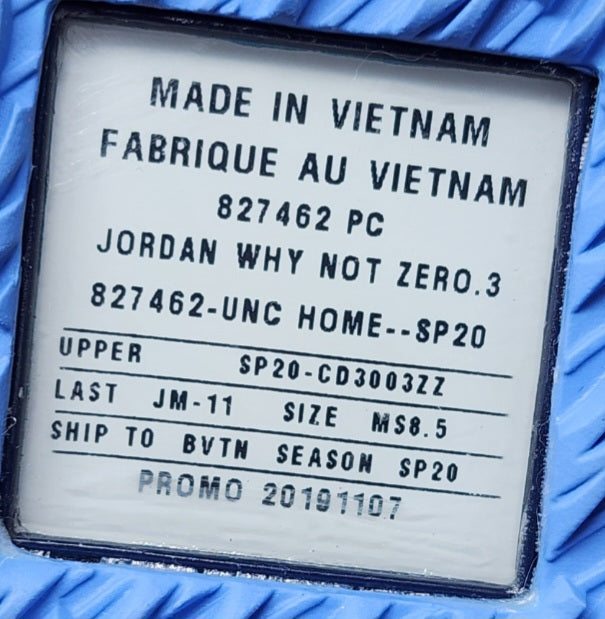 MADE IN VIETNAM
FABRIQUE AU VIETNAM
827462 PC
JORDAN WHY NOT ZERO.3
827462-UNC HOME--SP20
UPPER SP20-CD3003ZZ
LAST JM-11 SIZE MS8.5
SHIP TO BVTN SEASON SP20
PROMO 20191107